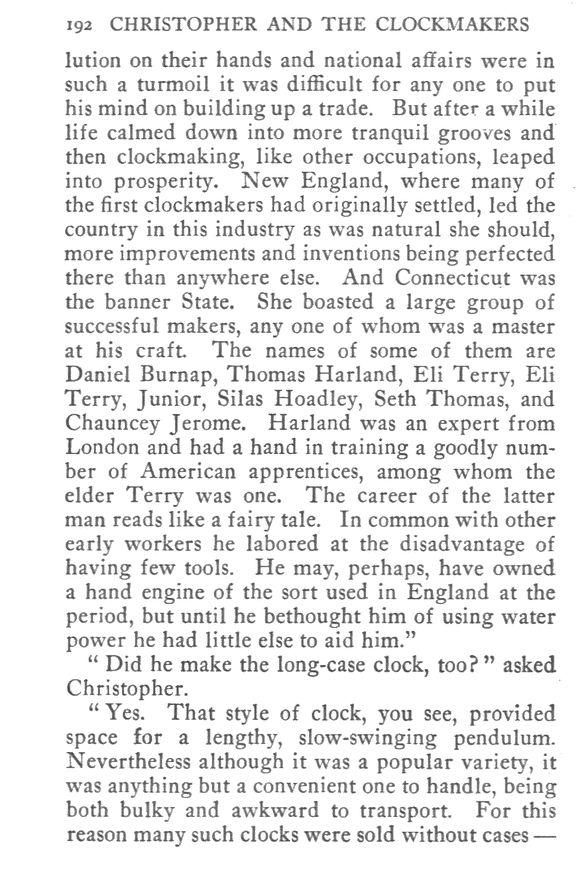 192 CHRISTOPHER AND THE CLOCKMAKERS
lution on their hands and national affairs were in
such a turmoil it was difficult for any one to put
his mind on building up a trade. But after a while
life calmed down into more tranquil grooves and
then clockmaking, like other occupations, leaped
into prosperity. New England, where many of
the first clockmakers had originally settled, led the
country in this industry as was natural she should,
more improvements and inventions being perfected
there than anywhere else. And Connecticut was
the banner State. She boasted a large group of
successful makers, any one of whom was a master
at his craft. The names of some of them are
Daniel Burnap, Thomas Harland, Eli Terry, Eli
Terry, Junior, Silas Hoadley, Seth Thomas, and
Chauncey Jerome. Harland was an expert from
London and had a hand in training a goodly num-
ber of American apprentices, among whom the
elder Terry was one. The career of the latter
man reads like a fairy tale. In common with other
early workers he labored at the disadvantage of
having few tools. He may, perhaps, have owned
a hand engine of the sort used in England at the
period, but until he bethought him of using water
power he had little else to aid him.”
“ Did he make the long-case clock, too? ” asked
Christopher.
“ Yes. That style of clock, you see, provided
space for a lengthy, slow-swinging pendulum.
Nevertheless although it was a popular variety, it
was anything but a convenient one to handle, being
both bulky and awkward to transport. For this
reason many such clocks were sold without cases —